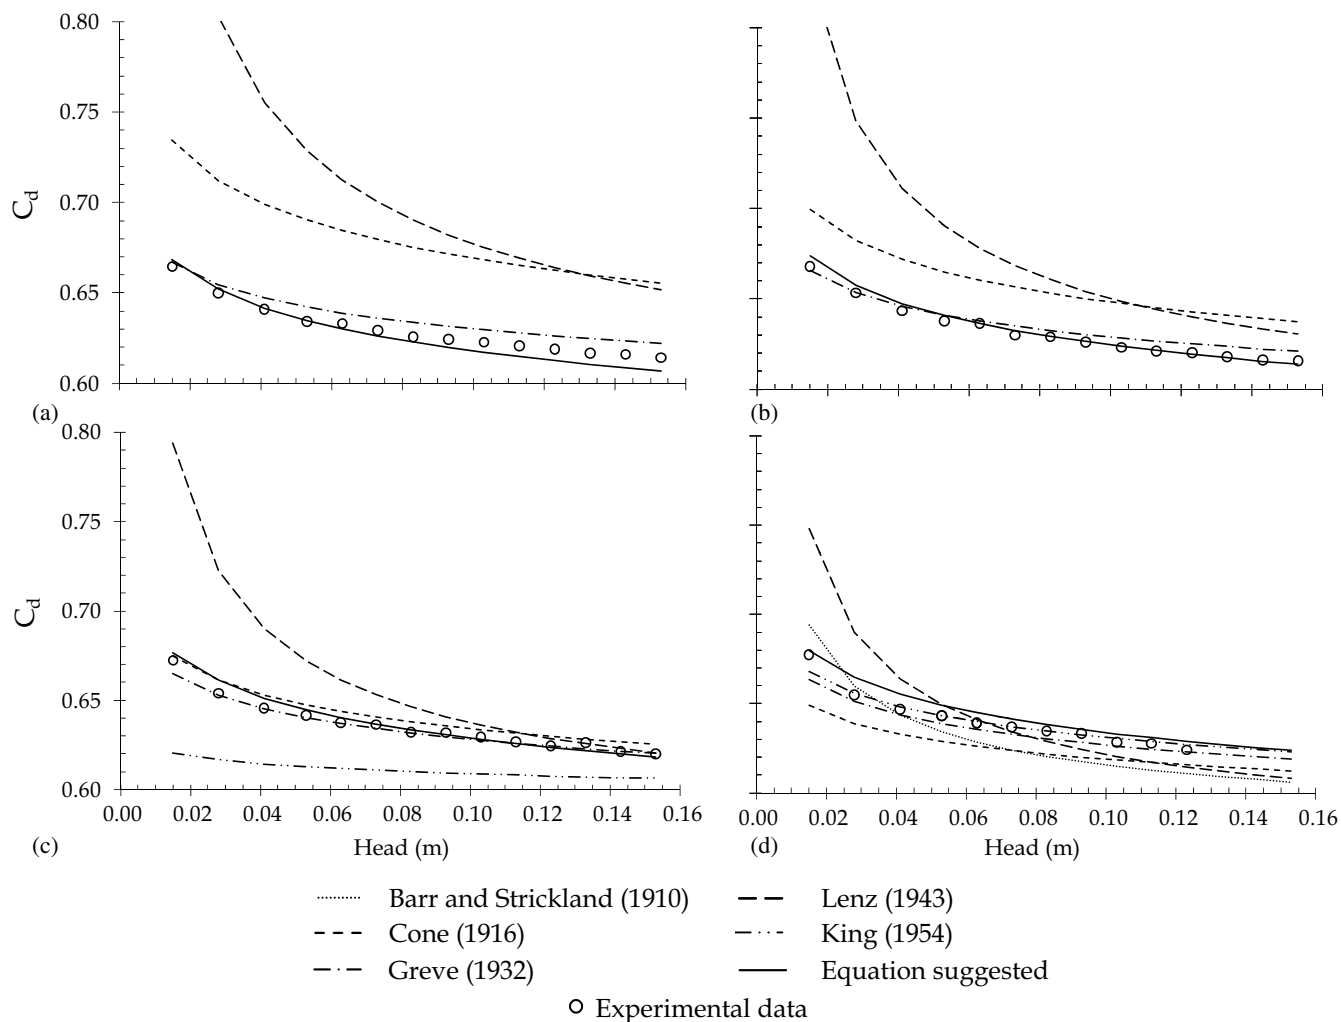 0.80
0.75
0.70
0.65
0.60
C_d
(a)
(b)
0.80
0.75
0.70
0.65
0.60
C_d
0.00 0.02 0.04 0.06 0.08 0.10 0.12 0.14 0.16
0.00 0.02 0.04 0.06 0.08 0.10 0.12 0.14 0.16
(c)
Head (m)
(d)
Head (m)
Barr and Strickland (1910)
Lenz (1943)
Cone (1916)
King (1954)
Greve (1932)
Equation suggested
Experimental data